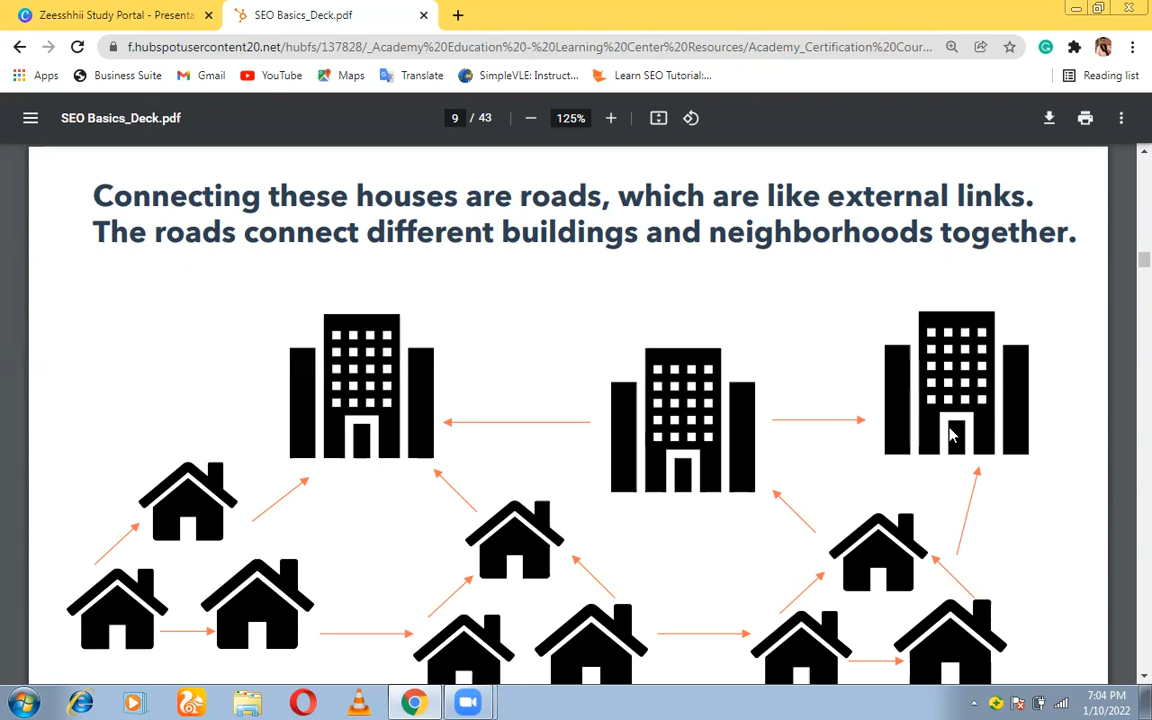 Zeesshhii Study Portal - Presenta
SEO Basics_Deck.pdf
f.hubspotusercontent20.net/hubfs/137828/_Academy%20Education%20-%20Learning%20Center%20Resources/Academy_Certification%20Cour...
Apps
Business Suite
Gmail
YouTube
Maps
Translate
SimpleVLE: Instruct...
Learn SEO Tutorial:...
Reading list
SEO Basics_Deck.pdf
9 / 43
125%
Connecting these houses are roads, which are like external links.
The roads connect different buildings and neighborhoods together.
7:04 PM
1/10/2022